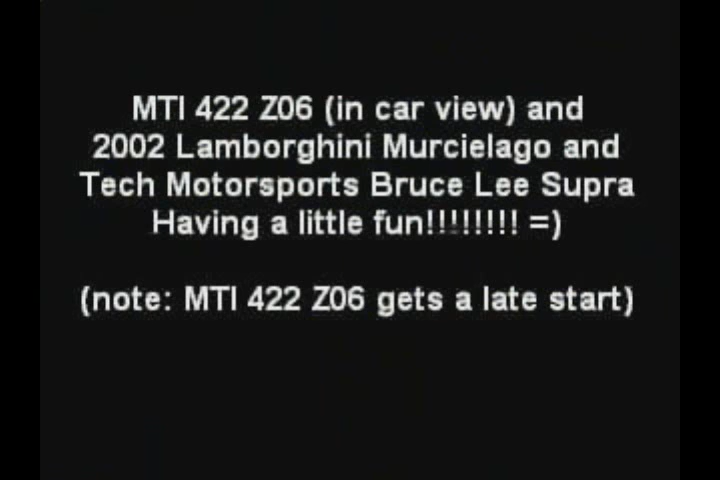 MTI 422 Z06 (in car view) and
2002 Lamborghini Murcielago and
Tech Motorsports Bruce Lee Supra
Having a little fun!!!!!!!!! =)
(note: MTI 422 Z06 gets a late start)